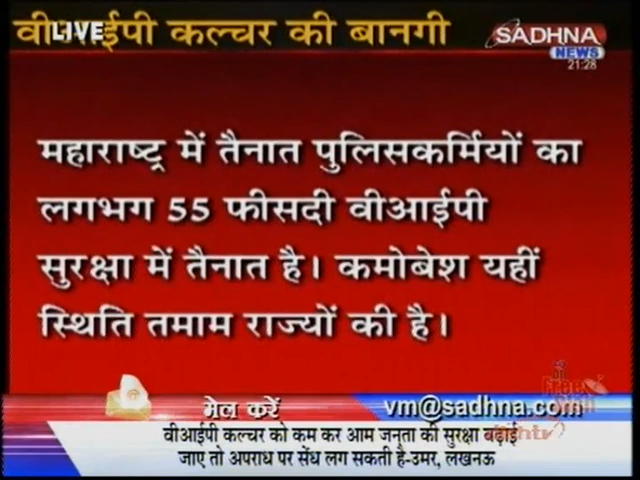 वीआईपी कल्चर की बानगी
LIVE
SADHNA
NEWS
21:28
महाराष्ट्र में तैनात पुलिसकर्मियों का
लगभग 55 फीसदी वीआईपी
सुरक्षा में तैनात है। कमोबेश यहीं
स्थिति तमाम राज्यों की है।
मेल करें vm@sadhna.com
वीआईपी कल्चर को कम कर आम जनता की सुरक्षा बढ़ाई
जाए तो अपराध पर सेंध लग सकती है-उमर, लखनऊ